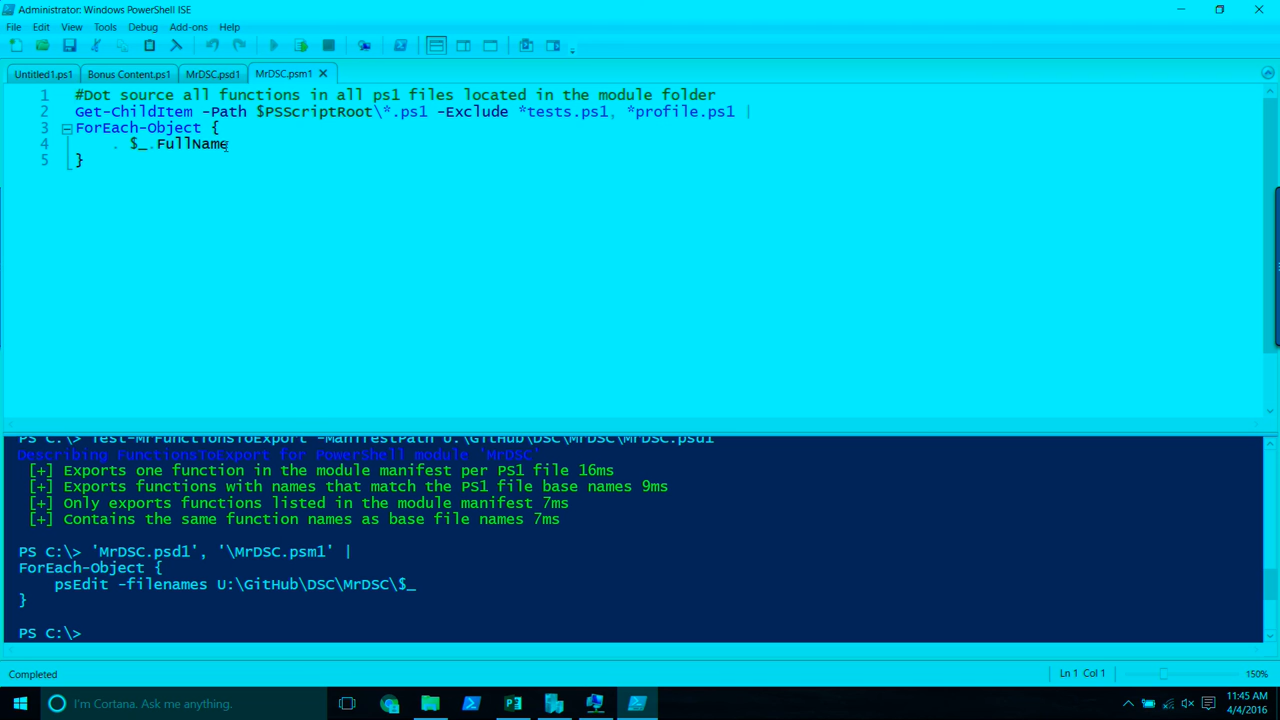 Administrator: Windows PowerShell ISE
File Edit View Tools Debug Add-ons Help
Untitled1.ps1 Bonus Content.ps1 MrDSC.psd1 MrDSC.psm1
1 #Dot source all functions in all ps1 files located in the module folder
2 Get-ChildItem -Path $PSScriptRoot\*.ps1 -Exclude *tests.ps1, *profile.ps1 |
3 ForEach-Object {
4 . $_.FullName
5 }
PS C:\> Test-MrFunctionsToExport -ManifestPath U:\GitHub\DSC\MrDSC\MrDSC.psd1
Describing FunctionsToExport for PowerShell module 'MrDSC'
[+] Exports one function in the module manifest per PS1 file 16ms
[+] Exports functions with names that match the PS1 file base names 9ms
[+] Only exports functions listed in the module manifest 7ms
[+] Contains the same function names as base file names 7ms
PS C:\> 'MrDSC.psd1', '\MrDSC.psm1' |
ForEach-Object {
psEdit -filenames U:\GitHub\DSC\MrDSC\$_
}
PS C:\>
Completed Ln 1 Col 1 150%
I'm Cortana. Ask me anything. 11:45 AM
4/4/2016